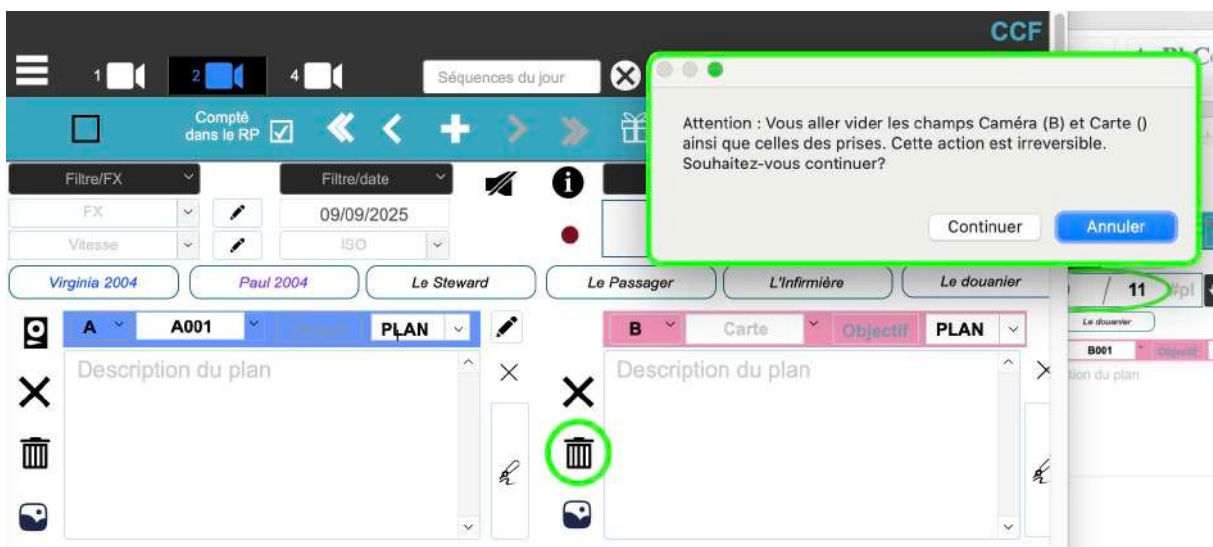 CCF
1
2
4
Séquences du jour
Compté
dans le RP
Attention : Vous aller vider les champs Caméra (B) et Carte ()
ainsi que celles des prises. Cette action est irreversible.
Souhaitez-vous continuer?
Continuer
Annuler
Filtre/FX
Filtre/date
FX
09/09/2025
Vitesse
ISO
Virginia 2004
Paul 2004
Le Steward
Le Passager
L'Infirmière
Le douanier
/ 11
#pl
A
A001
PLAN
B
Carte
Objectif
PLAN
Le douanier
B001
Objectif
Description du plan
Description du plan
tion du plan